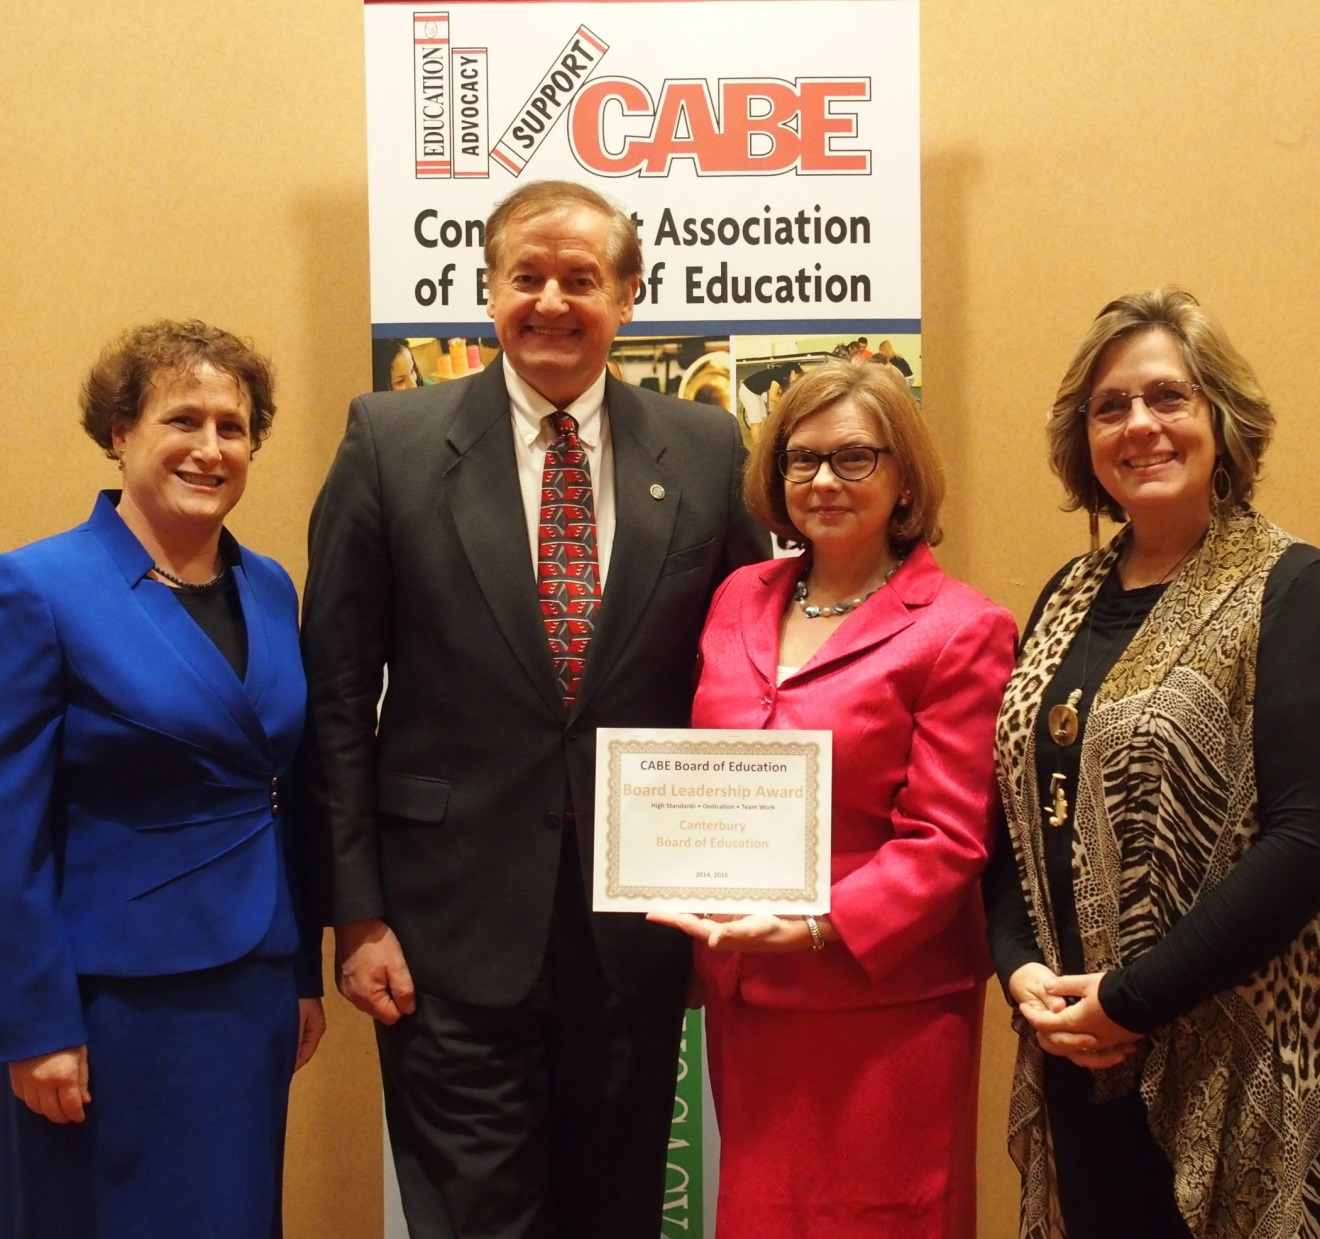 EDUCATION
ADVOCACY
SUPPORT
CABE
Con t Association
of B of Education
CABE Board of Education
Board Leadership Award
High Standards • Dedication • Team Work
Canterbury
Board of Education
2014, 2015